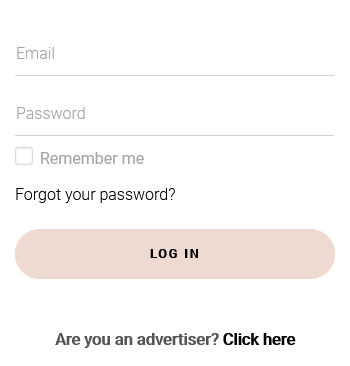 Email
Password
Remember me
Forgot your password?
LOG IN
Are you an advertiser? Click here